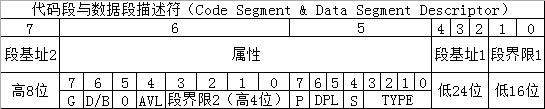 代码段与数据段描述符(Code Segment & Data Segment Descriptor)
7 6 5 4 3 2 1 0
段基址2 属性 段基址1 段界限1
高8位 7 6 5 4 3 2 1 0 7 6 5 4 3 2 1 0 低24位 低16位
G D/B 0 AVL 段界限2(高4位) P DPL S TYPE